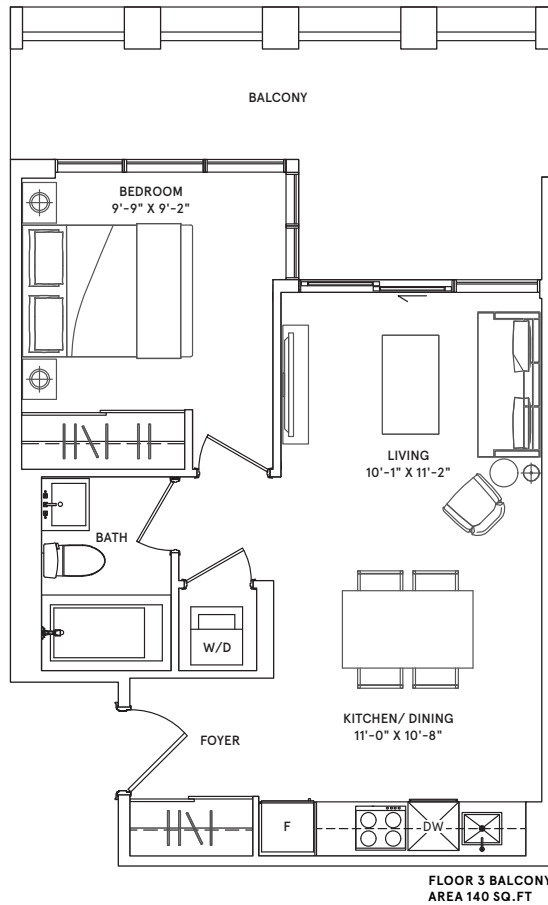 BALCONY
BEDROOM
9'-9" X 9'-2"
LIVING
10'-1" X 11'-2"
BATH
W/D
KITCHEN/ DINING
11'-0" X 10'-8"
FOYER
F
DW
FLOOR 3 BALCONY
AREA 140 SQ.FT